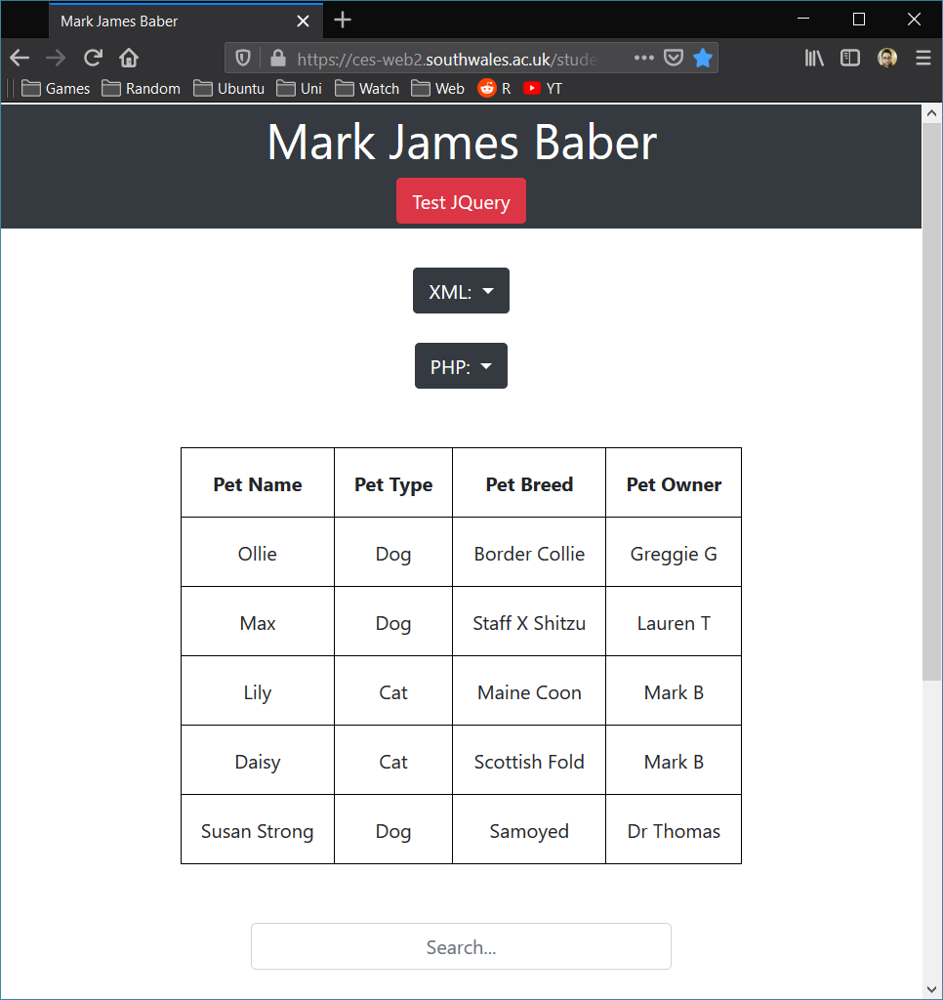 Mark James Baber
https://ces-web2.southwales.ac.uk/stude
Games Random Ubuntu Uni Watch Web R YT
Mark James Baber
Test JQuery
XML:
PHP:
Pet Name Pet Type Pet Breed Pet Owner
Ollie Dog Border Collie Greggie G
Max Dog Staff X Shitzu Lauren T
Lily Cat Maine Coon Mark B
Daisy Cat Scottish Fold Mark B
Susan Strong Dog Samoyed Dr Thomas
Search...